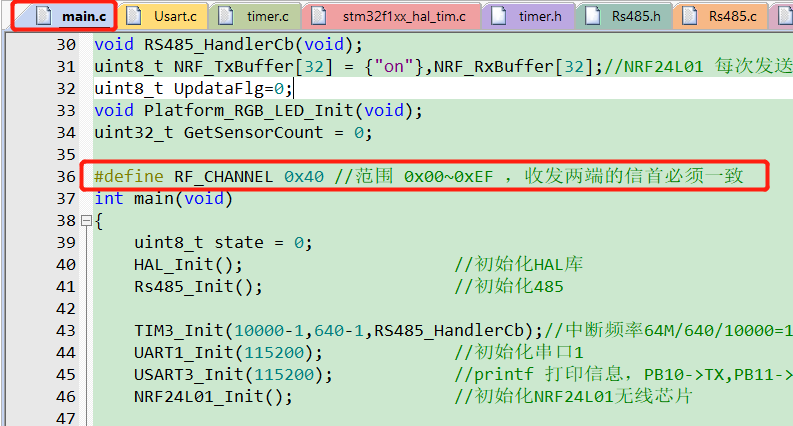 main.c Usart.c timer.c stm32f1xx_hal_tim.c timer.h Rs485.h Rs485.c
30 void RS485_HandlerCb(void);
31 uint8_t NRF_TxBuffer[32] = {"on"},NRF_RxBuffer[32];//NRF24L01 每次发送
32 uint8_t UpdataFlg=0;
33 void Platform_RGB_LED_Init(void);
34 uint32_t GetSensorCount = 0;
35
36 #define RF_CHANNEL 0x40 //范围 0x00~0xEF , 收发两端的信首必须一致
37 int main(void)
38 {
39 uint8_t state = 0;
40 HAL_Init(); //初始化HAL库
41 Rs485_Init(); //初始化485
42
43 TIM3_Init(10000-1,640-1,RS485_HandlerCb);//中断频率64M/640/10000=1
44 UART1_Init(115200); //初始化串口1
45 USART3_Init(115200); //printf 打印信息，PB10->TX,PB11->
46 NRF24L01_Init(); //初始化NRF24L01无线芯片
47